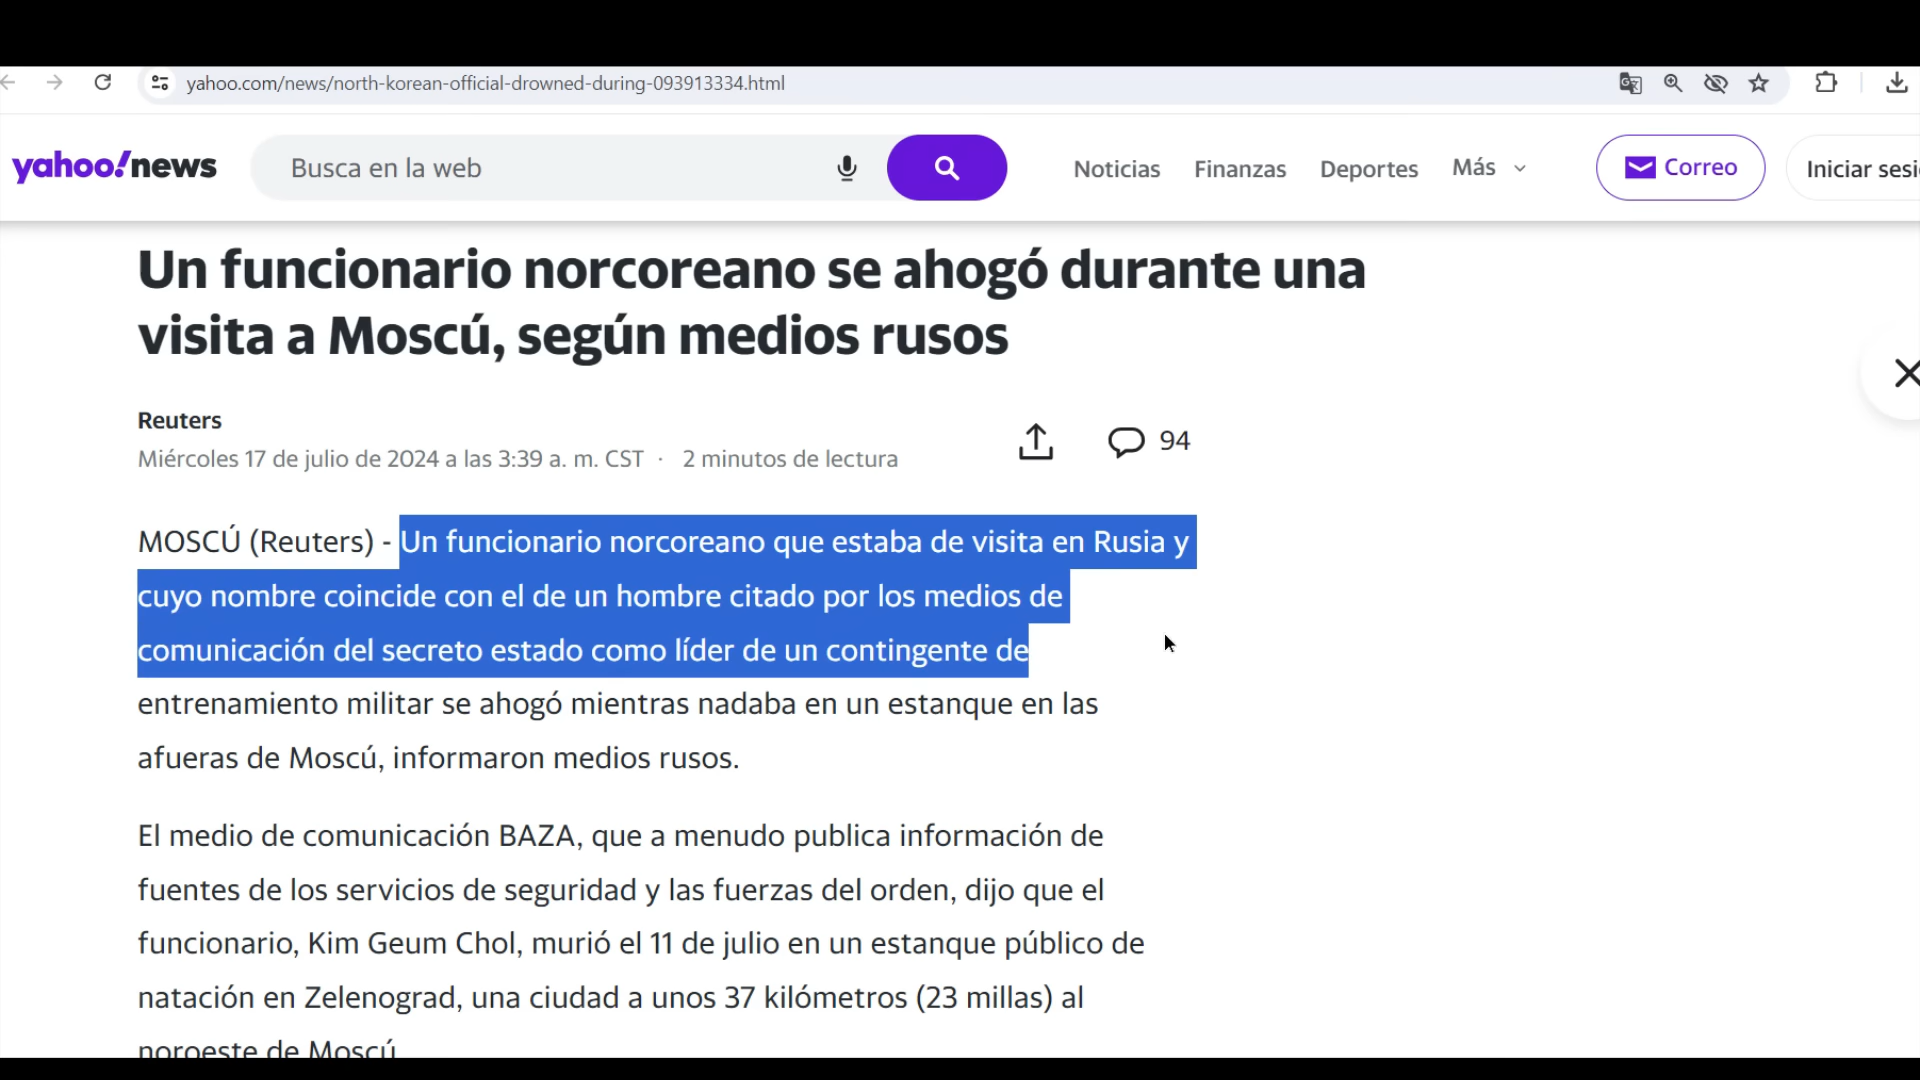 yahoo.com/news/north-korean-official-drowned-during-093913334.html
yahoo!news
Busca en la web
Noticias Finanzas Deportes Más
Correo
Iniciar sesi
Un funcionario norcoreano se ahogó durante una
visita a Moscú, según medios rusos
Reuters
Miércoles 17 de julio de 2024 a las 3:39 a. m. CST · 2 minutos de lectura
94
MOSCÚ (Reuters) - Un funcionario norcoreano que estaba de visita en Rusia y
cuyo nombre coincide con el de un hombre citado por los medios de
comunicación del secreto estado como líder de un contingente de
entrenamiento militar se ahogó mientras nadaba en un estanque en las
afueras de Moscú, informaron medios rusos.
El medio de comunicación BAZA, que a menudo publica información de
fuentes de los servicios de seguridad y las fuerzas del orden, dijo que el
funcionario, Kim Geum Chol, murió el 11 de julio en un estanque público de
natación en Zelenograd, una ciudad a unos 37 kilómetros (23 millas) al
noroeste de Moscú.